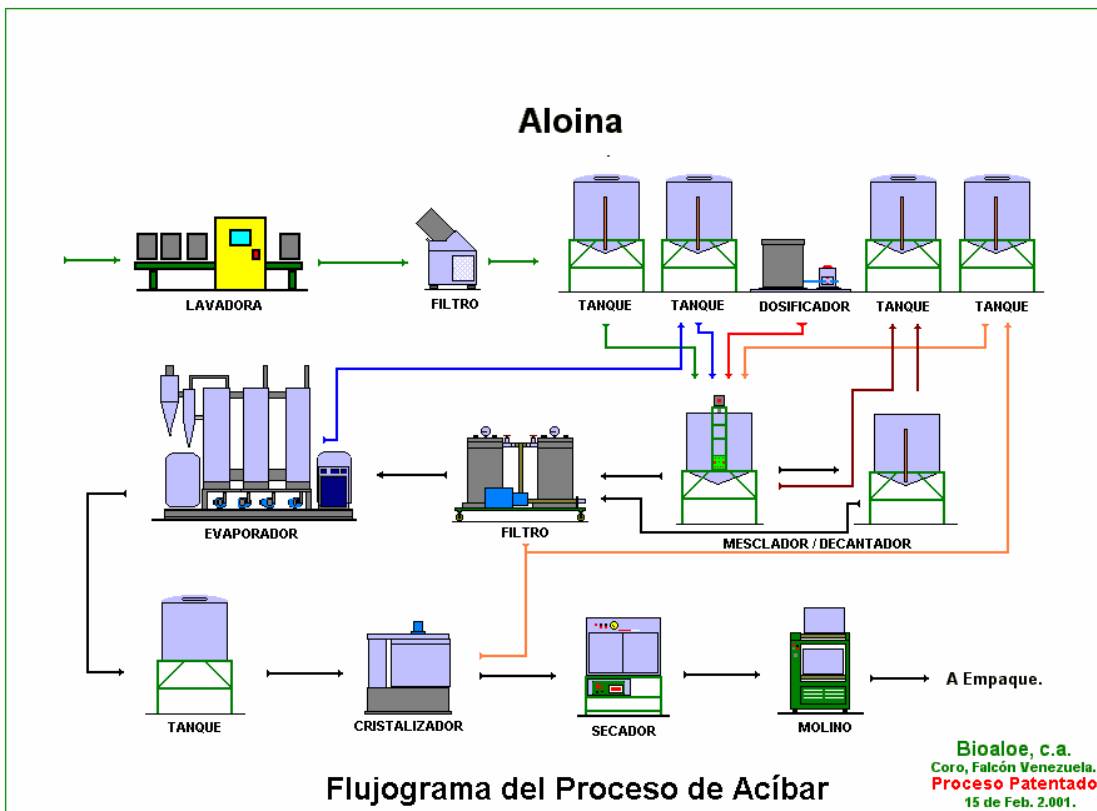 Aloina
LAVADORA
FILTRO
TANQUE
TANQUE
DOSIFICADOR
TANQUE
TANQUE
EVAPORADOR
FILTRO
MESCLADOR / DECANTADOR
TANQUE
CRISTALIZADOR
SECADOR
MOLINO
A Empaque.
Flujograma del Proceso de Acíbar
Bioaloe, c.a.
Coro, Falcón Venezuela.
Proceso Patentado
15 de Feb. 2.001.